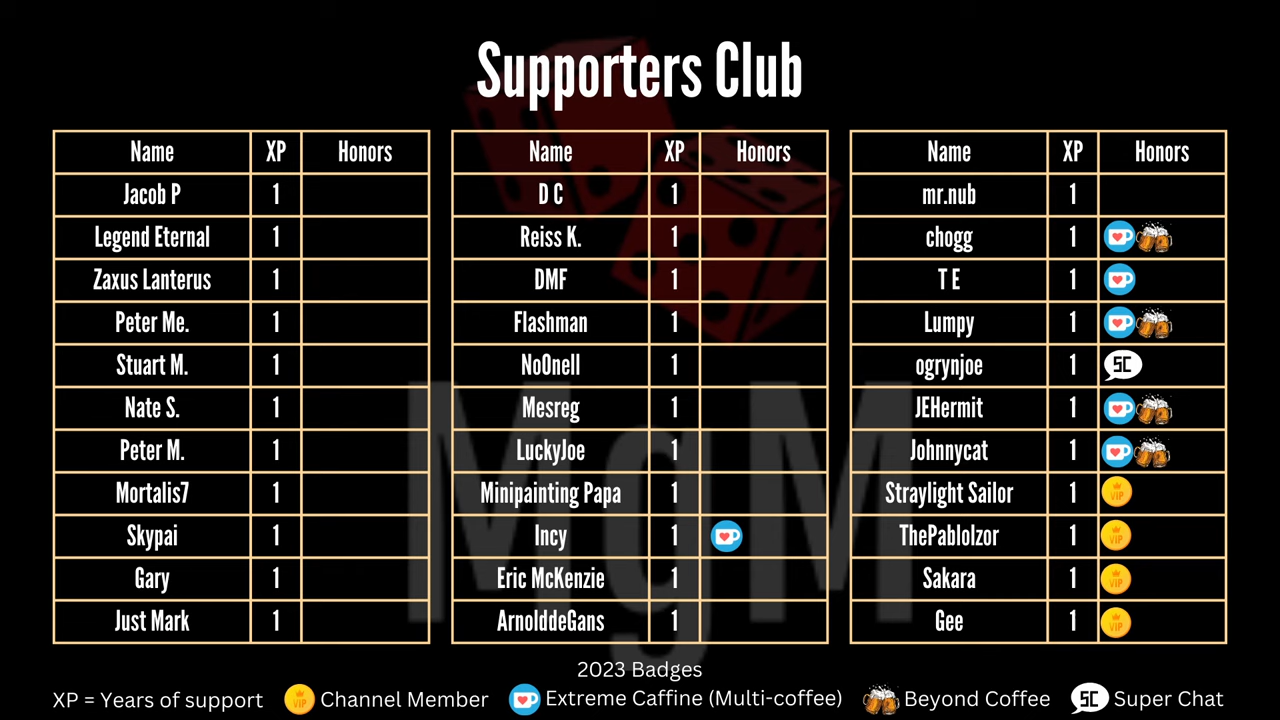 Supporters Club
Name XP Honors Name XP Honors Name XP Honors
Jacob P 1 D C 1 mr.nub 1
Legend Eternal 1 Reiss K. 1 chogg 1
Zaxus Lanterus 1 DMF 1 T E 1
Peter Me. 1 Flashman 1 Lumpy 1
Stuart M. 1 No0nell 1 ogrynjoe 1 SC
Nate S. 1 Mesreg 1 JEHermit 1
Peter M. 1 LuckyJoe 1 Johnnycat 1
Mortalis7 1 Minipainting Papa 1 Straylight Sailor 1 VIP
Skypai 1 Incy 1 ThePablolzor 1 VIP
Gary 1 Eric McKenzie 1 Sakara 1 VIP
Just Mark 1 ArnolddeGans 1 Gee 1 VIP
MgM
2023 Badges
XP = Years of support VIP Channel Member Extreme Caffine (Multi-coffee) Beyond Coffee SC Super Chat